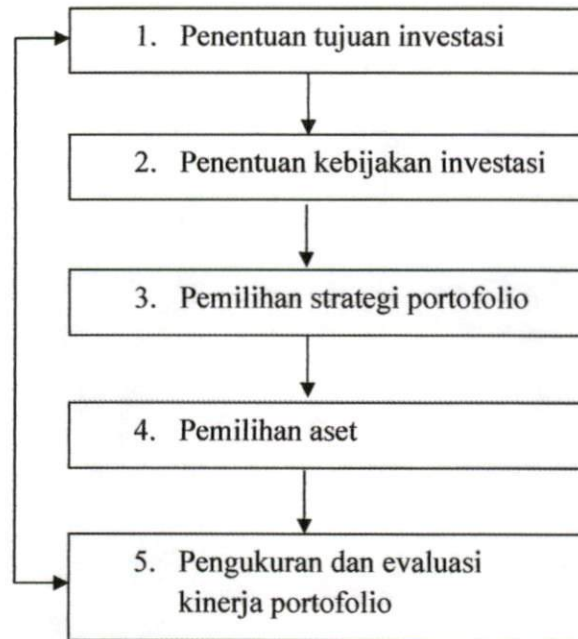 1. Penentuan tujuan investasi
2. Penentuan kebijakan investasi
3. Pemilihan strategi portofolio
4. Pemilihan aset
5. Pengukuran dan evaluasi
kinerja portofolio